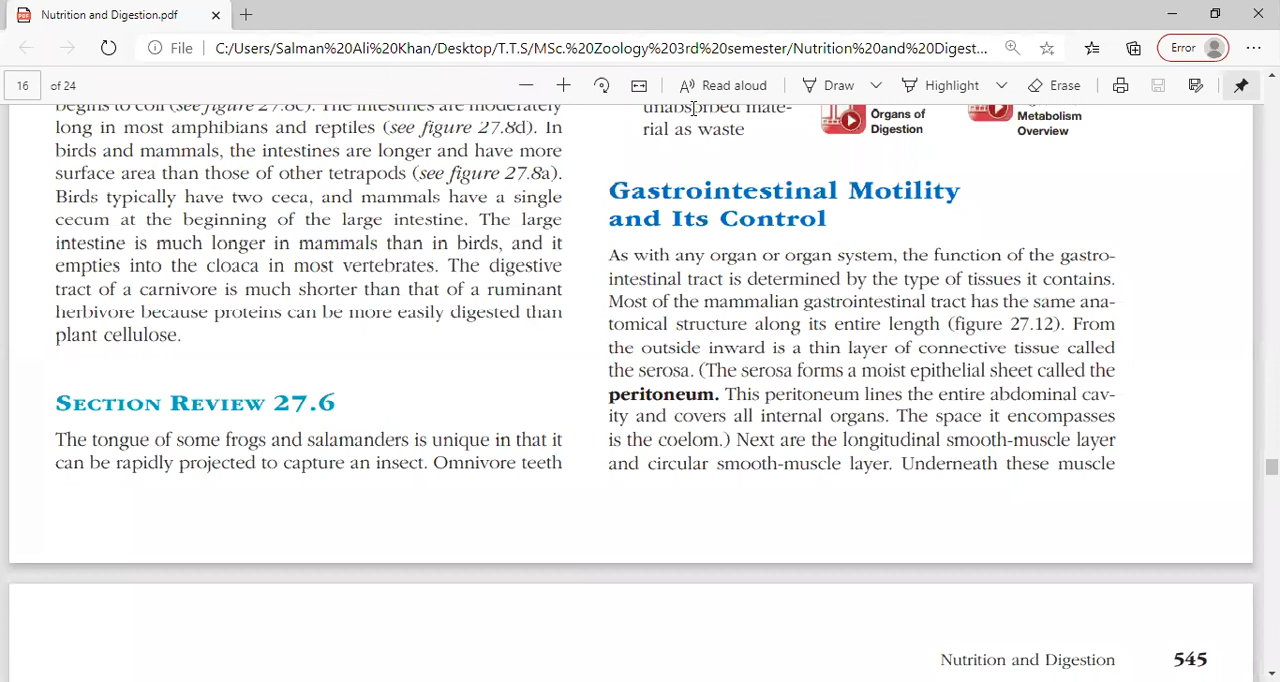 Nutrition and Digestion.pdf
File
C:/Users/Salman%20Ali%20Khan/Desktop/T.T.S/MSc.%20Zoology%203rd%20semester/Nutrition%20and%20Digest...
Error
16 of 24
Read aloud
Draw
Highlight
Erase
begins to coil (see figure 27.8c). The intestines are moderately
long in most amphibians and reptiles (see figure 27.8d). In
birds and mammals, the intestines are longer and have more
surface area than those of other tetrapods (see figure 27.8a).
Birds typically have two ceca, and mammals have a single
cecum at the beginning of the large intestine. The large
intestine is much longer in mammals than in birds, and it
empties into the cloaca in most vertebrates. The digestive
tract of a carnivore is much shorter than that of a ruminant
herbivore because proteins can be more easily digested than
plant cellulose.
SECTION REVIEW 27.6
The tongue of some frogs and salamanders is unique in that it
can be rapidly projected to capture an insect. Omnivore teeth
unabsorbed mate-
rial as waste
Organs of
Digestion
Metabolism
Overview
Gastrointestinal Motility
and Its Control
As with any organ or organ system, the function of the gastro-
intestinal tract is determined by the type of tissues it contains.
Most of the mammalian gastrointestinal tract has the same ana-
tomical structure along its entire length (figure 27.12). From
the outside inward is a thin layer of connective tissue called
the serosa. (The serosa forms a moist epithelial sheet called the
peritoneum. This peritoneum lines the entire abdominal cav-
ity and covers all internal organs. The space it encompasses
is the coelom.) Next are the longitudinal smooth-muscle layer
and circular smooth-muscle layer. Underneath these muscle
Nutrition and Digestion 545